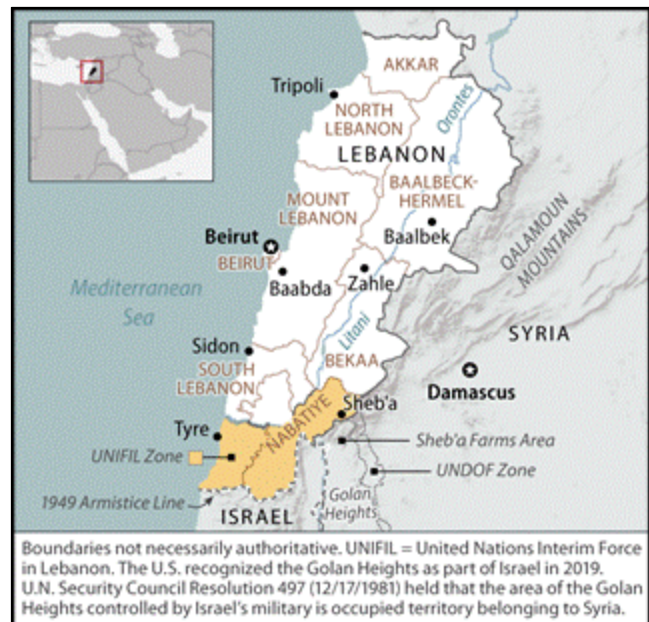 AKKAR
Tripoli
NORTH
LEBANON
Orontes
LEBANON
BAALBECK-
HERMEL
MOUNT
LEBANON
Beirut
BEIRUT
Baalbek
QALAMOUN
MOUNTAINS
Baabda
Zahle
Mediterranean
Sea
Litani
SYRIA
Sidon
SOUTH
LEBANON
BEKAA
Damascus
Sheb'a
NABATIYE
Tyre
UNIFIL Zone
Sheb'a Farms Area
UNDOF Zone
1949 Armistice Line
Golan
Heights
ISRAEL
Boundaries not necessarily authoritative. UNIFIL = United Nations Interim Force
in Lebanon. The U.S. recognized the Golan Heights as part of Israel in 2019.
U.N. Security Council Resolution 497 (12/17/1981) held that the area of the Golan
Heights controlled by Israel's military is occupied territory belonging to Syria.